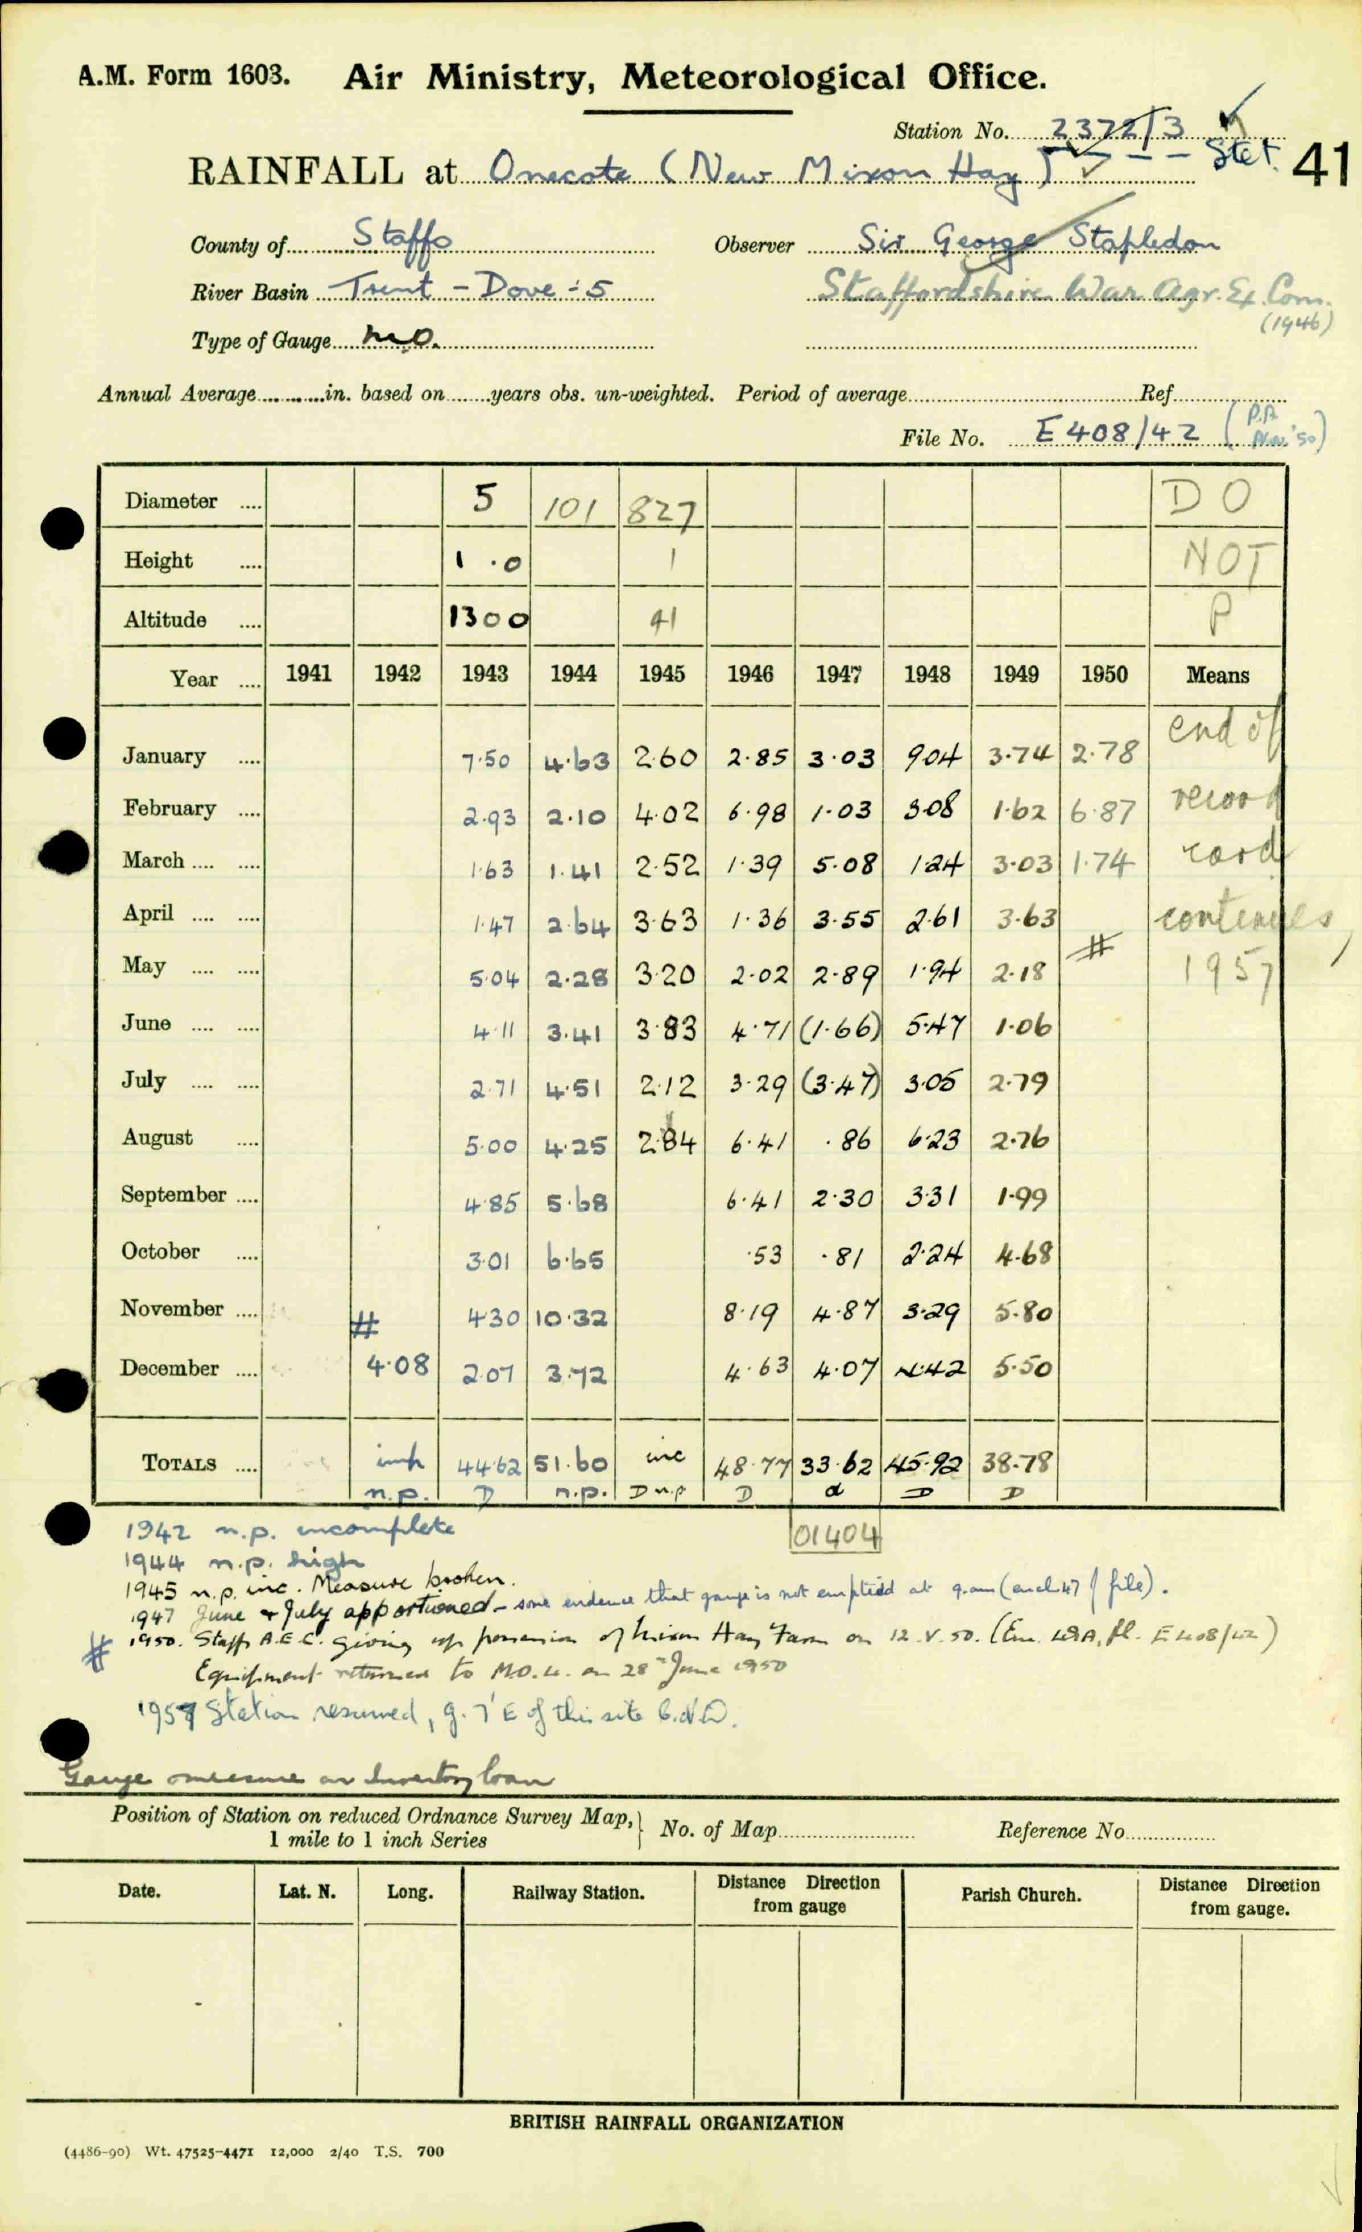 A.M. Form 1603. Air Ministry, Meteorological Office.
Station No. 2372/3
RAINFALL at Onecote (New Mixon Hay) Stet. 41
County of Staffs Observer Sir George Stapledon
River Basin Trent - Dove - 5 Staffordshire War Agr. Ex. Com.
(1946)
Type of Gauge M.O.
Annual Average in. based on years obs. un-weighted. Period of average Ref
File No. E 408/42 (P.A. Nov. '50)
Diameter 5 101 827 DO
Height 1.0 1 NOT
Altitude 1300 41 P
Year 1941 1942 1943 1944 1945 1946 1947 1948 1949 1950 Means
January 7.50 4.63 2.60 2.85 3.03 9.04 3.74 2.78 end of
February 2.93 2.10 4.02 6.98 1.03 3.08 1.62 6.87 record
March 1.63 1.41 2.52 1.39 5.08 1.24 3.03 1.74 card
April 1.47 2.64 3.63 1.36 3.55 2.61 3.63 continues,
May 5.04 2.28 3.20 2.02 2.89 1.94 2.18 # 1957
June 4.11 3.41 3.83 4.71 (1.66) 5.47 1.06
July 2.71 4.51 2.12 3.29 (3.47) 3.05 2.79
August 5.00 4.25 2.84 6.41 .86 6.23 2.76
September 4.85 5.68 6.41 2.30 3.31 1.99
October 3.01 6.65 .53 .81 2.24 4.68
November # 4.30 10.32 8.19 4.87 3.29 5.80
December 4.08 2.07 3.72 4.63 4.07 4.42 5.50
TOTALS inc 44.62 51.60 inc 48.77 33.62 45.92 38.78
n.p. D n.p. D n.p D d D D
01404
1942 n.p. incomplete
1944 n.p. high
1945 n.p. inc. Measure broken.
1947 June & July apportioned - some evidence that gauge is not emptied at 9 am (encl. 47 / file).
# 1950. Staffs A.E.C. giving up possession of Mixon Hay Farm on 12.V.50. (Enc. 48A, fl. E408/42)
Equipment returned to M.O.4. on 28th June 1950
1957 Station resumed, g. 7' E of this site
Gauge measure on Inventory loan
Position of Station on reduced Ordnance Survey Map, 1 mile to 1 inch Series } No. of Map Reference No
Date. Lat. N. Long. Railway Station. Distance Direction from gauge Parish Church. Distance Direction from gauge.
BRITISH RAINFALL ORGANIZATION
(4486-90) Wt. 47525-4471 12,000 2/40 T.S. 700